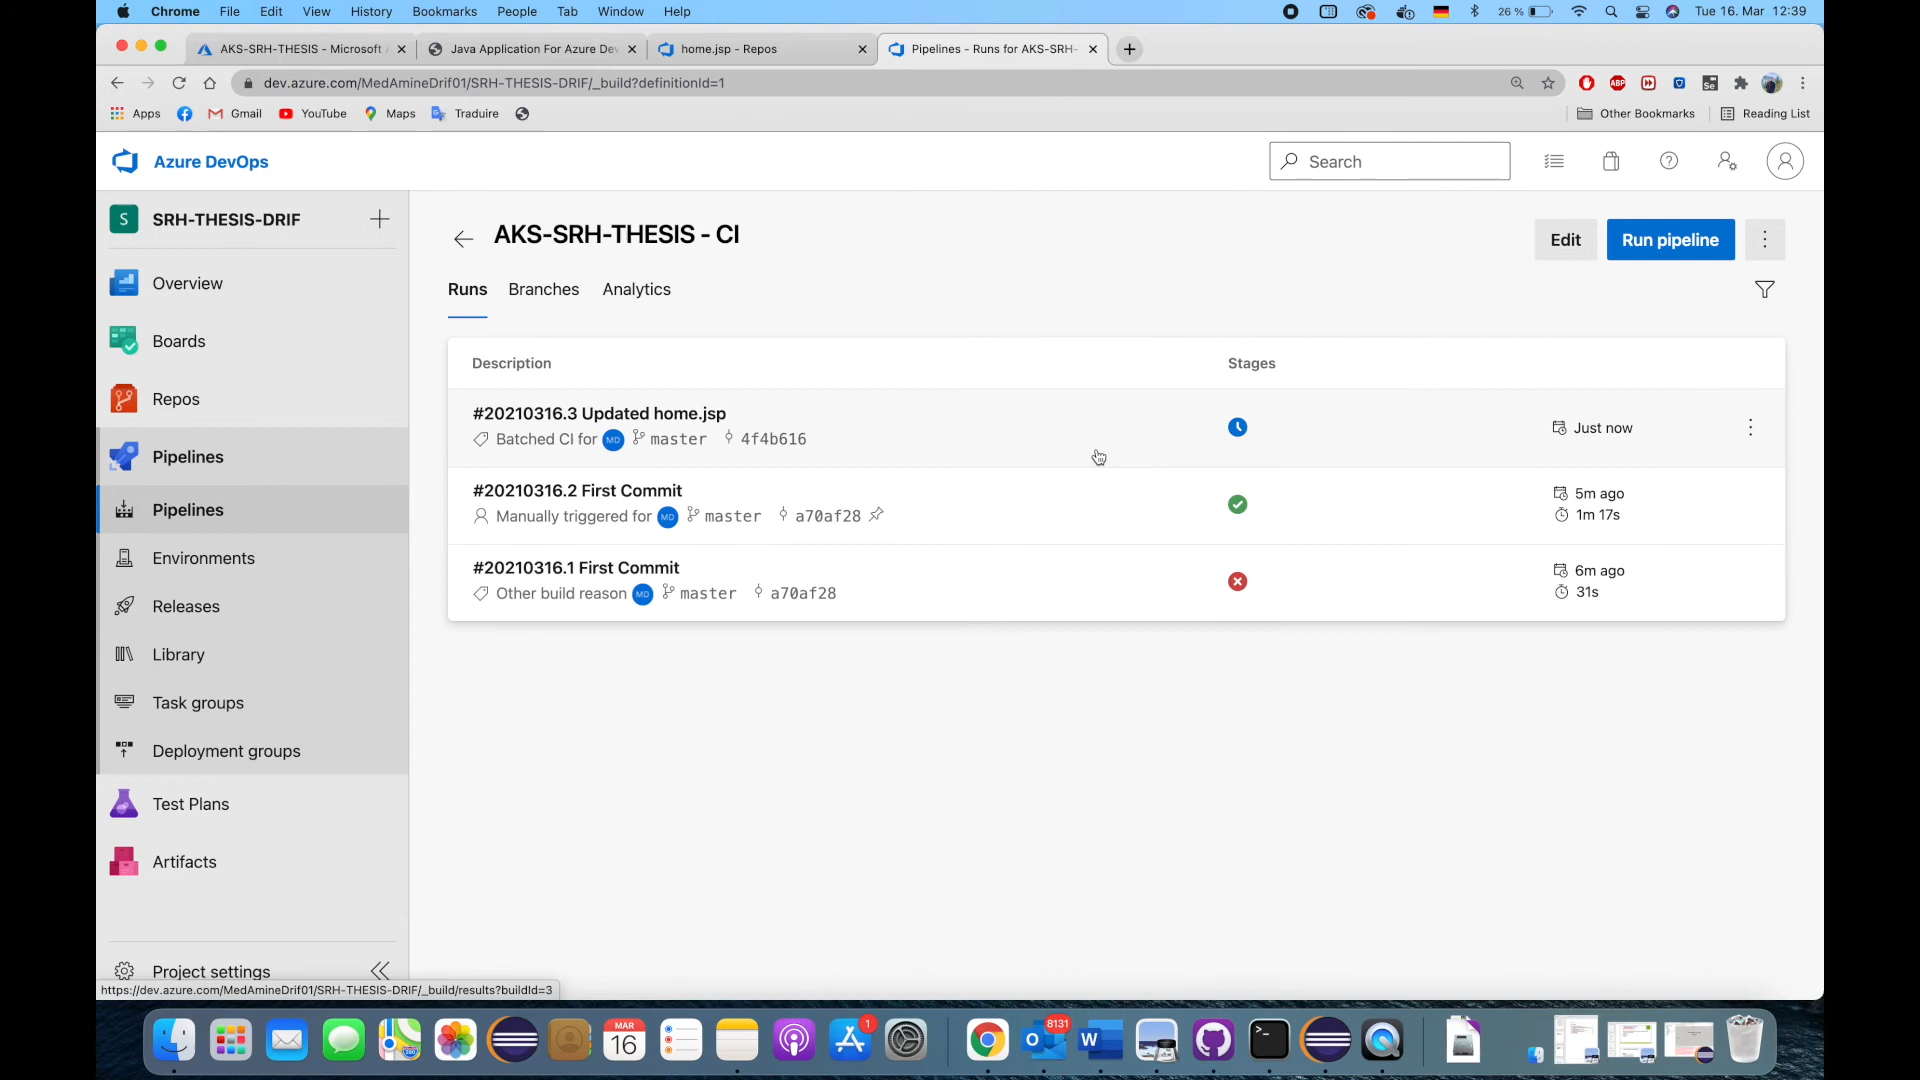 Chrome File Edit View History Bookmarks People Tab Window Help
26 % Tue 16. Mar 12:39
AKS-SRH-THESIS - Microsoft
Java Application For Azure Dev
home.jsp - Repos
Pipelines - Runs for AKS-SRH-
dev.azure.com/MedAmineDrif01/SRH-THESIS-DRIF/_build?definitionId=1
ABP
Se
Apps Gmail YouTube Maps Traduire
Other Bookmarks Reading List
Azure DevOps
Search
S SRH-THESIS-DRIF
Overview
Boards
Repos
Pipelines
Pipelines
Environments
Releases
Library
Task groups
Deployment groups
Test Plans
Artifacts
Project settings
https://dev.azure.com/MedAmineDrif01/SRH-THESIS-DRIF/_build/results?buildId=3
AKS-SRH-THESIS - CI
Edit Run pipeline
Runs Branches Analytics
Description Stages
#20210316.3 Updated home.jsp
Batched CI for MD master 4f4b616
Just now
#20210316.2 First Commit
Manually triggered for MD master a70af28
5m ago
1m 17s
#20210316.1 First Commit
Other build reason MD master a70af28
6m ago
31s
MAR
16
1
8131